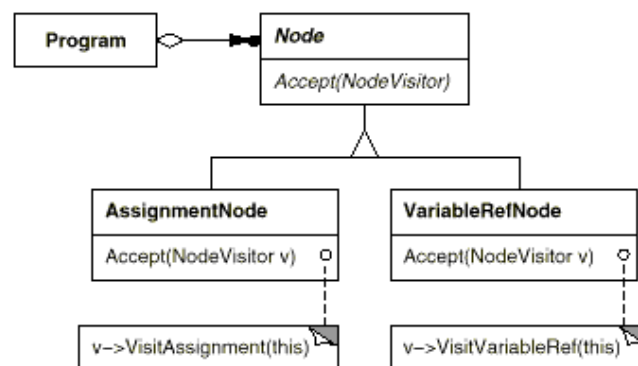 Program
Node
Accept(NodeVisitor)
AssignmentNode
Accept(NodeVisitor v)
v–>VisitAssignment(this)
VariableRefNode
Accept(NodeVisitor v)
v–>VisitVariableRef(this)